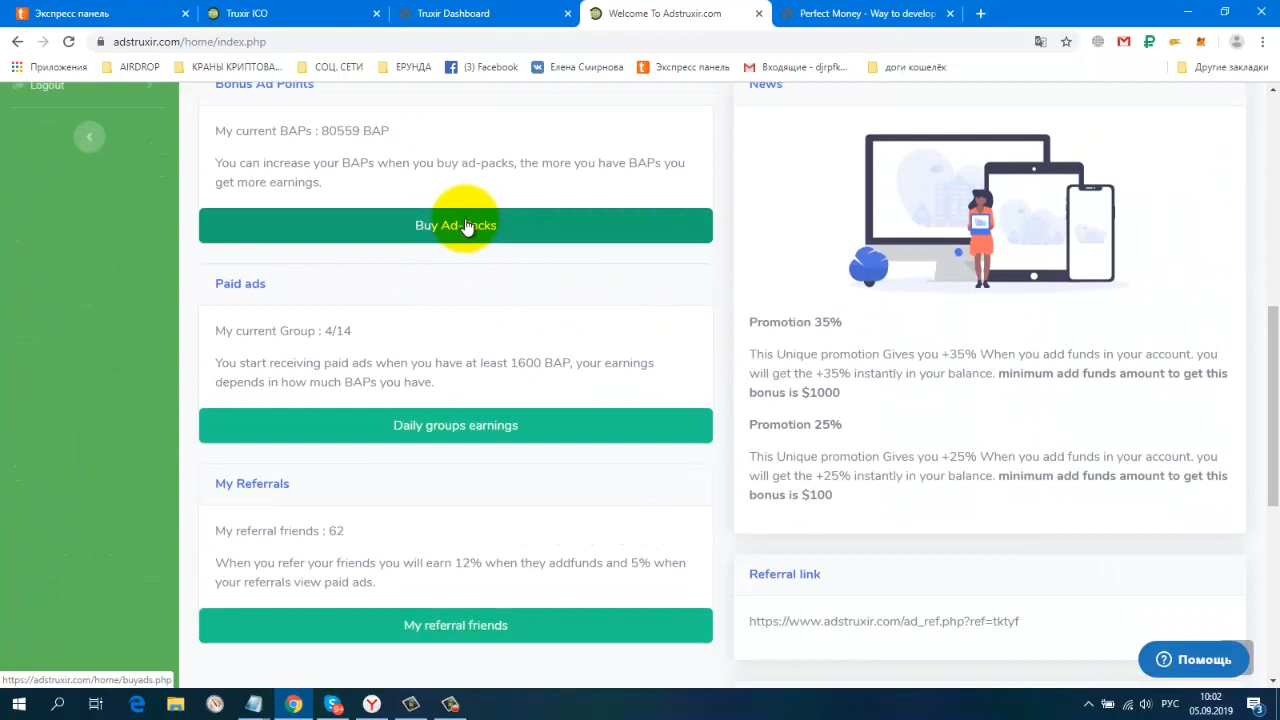 Экспресс панель
Truxir ICO
Truxir Dashboard
Welcome To Adstruxir.com
Perfect Money - Way to develop
adstruxir.com/home/index.php
Приложения
AIRDROP
КРАНЫ КРИПТОВА...
СОЦ. СЕТИ
ЕРУНДА
(3) Facebook
Елена Смирнова
Экспресс панель
Входящие - djrpfk...
доги кошелёк
Другие закладки
Logout
Bonus Ad Points
My current BAPs : 80559 BAP
You can increase your BAPs when you buy ad-packs, the more you have BAPs you
get more earnings.
Buy Ad-packs
Paid ads
My current Group : 4/14
You start receiving paid ads when you have at least 1600 BAP, your earnings
depends in how much BAPs you have.
Daily groups earnings
My Referrals
My referral friends : 62
When you refer your friends you will earn 12% when they addfunds and 5% when
your referrals view paid ads.
My referral friends
News
Promotion 35%
This Unique promotion Gives you +35% When you add funds in your account. you
will get the +35% instantly in your balance. minimum add funds amount to get this
bonus is $1000
Promotion 25%
This Unique promotion Gives you +25% When you add funds in your account. you
will get the +25% instantly in your balance. minimum add funds amount to get this
bonus is $100
Referral link
https://www.adstruxir.com/ad_ref.php?ref=tktyf
Помощь
https://adstruxir.com/home/buyads.php
РУС
10:02
05.09.2019
3